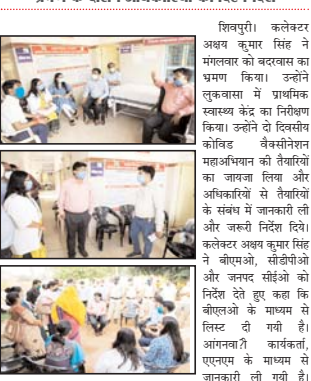 भ्रमण के दौरान अधिकारियों को दिए निर्देश
शिवपुरी। कलेक्टर
अक्षय कुमार सिंह ने
मंगलवार को बदरवास का
भ्रमण किया। उन्होंने
लुकवासा में प्राथमिक
स्वास्थ्य केंद्र का निरीक्षण
किया। उन्होंने दो दिवसीय
कोविड वैक्सीनेशन
महाअभियान की तैयारियों
का जायजा लिया और
अधिकारियों से तैयारियों
के संबंध में जानकारी ली
और जरूरी निर्देश दिये।
कलेक्टर अक्षय कुमार सिंह
ने बीएमओ, सीडीपीओ
और जनपद सीईओ को
निर्देश देते हुए कहा कि
बीएलओ के माध्यम से
लिस्ट दी गयी है।
आंगनवाी कार्यकर्ता,
एएनएम के माध्यम से
जानकारी ली गयी है।